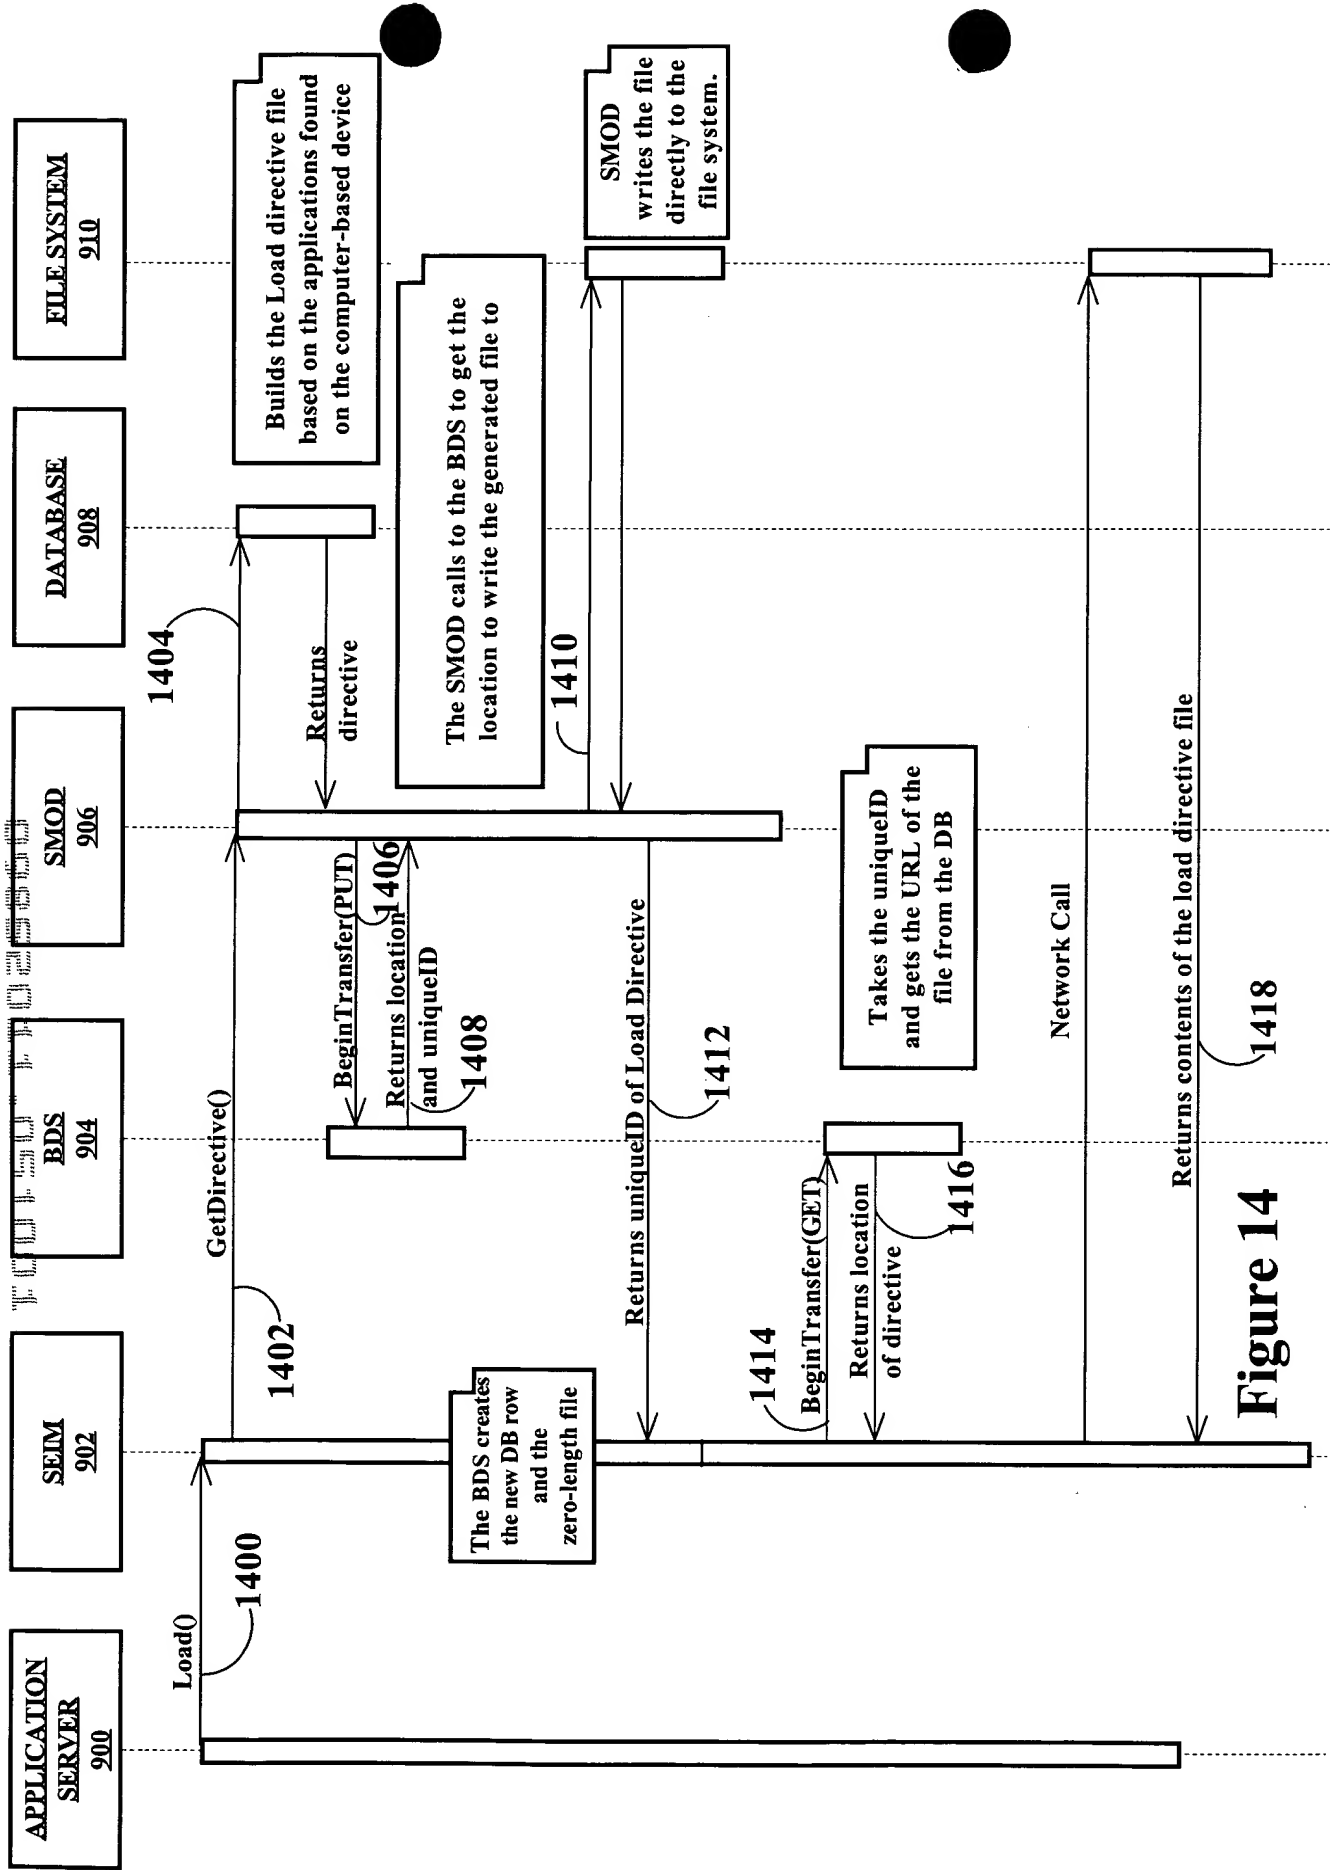 APPLICATION
SERVER
900
SEIM
902
BDS
904
SMOD
906
DATABASE
908
FILE SYSTEM
910
Load()
1400
GetDirective()
1402
1404
Builds the Load directive file
based on the applications found
on the computer-based device
Returns
directive
BeginTransfer(PUT)
1406
Returns location
and uniqueID
1408
The SMOD calls to the BDS to get the
location to write the generated file to
The BDS creates
the new DB row
and the
zero-length file
1410
SMOD
writes the file
directly to the
file system.
Returns uniqueID of Load Directive
1412
1414
BeginTransfer(GET)
Returns location
of directive
1416
Takes the uniqueID
and gets the URL of the
file from the DB
Network Call
Returns contents of the load directive file
1418
Figure 14